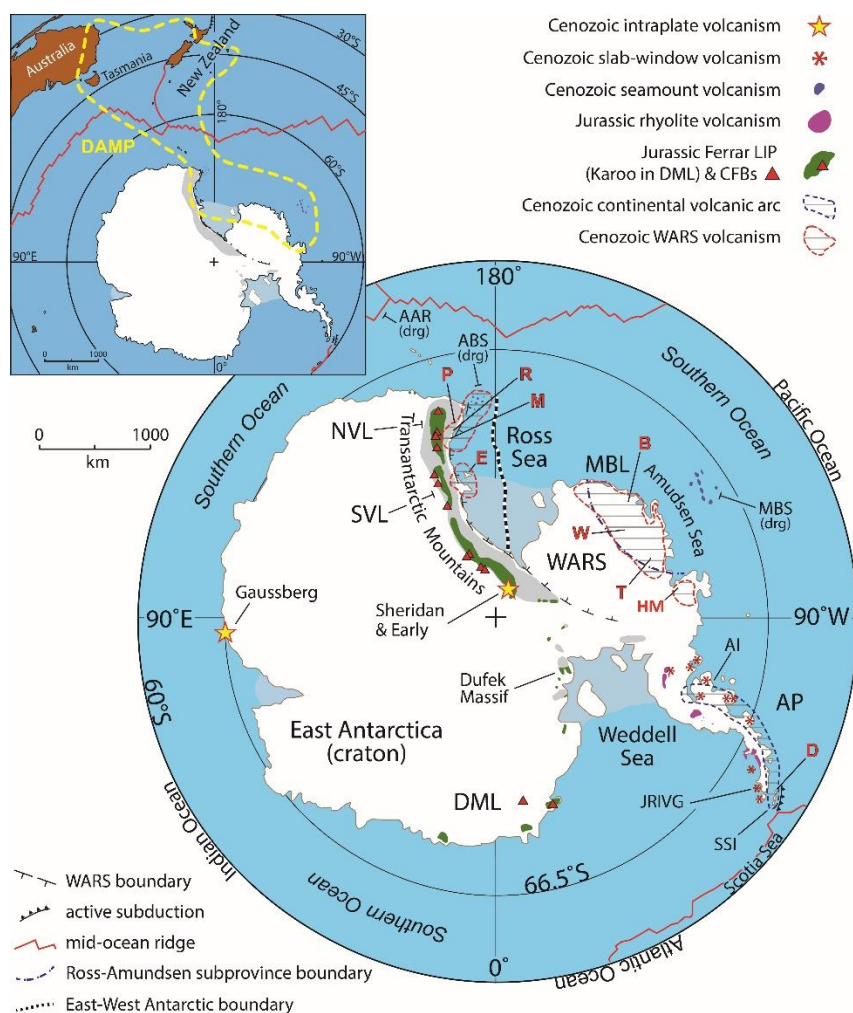 Australia
Tasmania
New Zealand
30°S
45°S
180°
60°S
DAMP
90°E
90°W
0
1000
km
0°
Cenozoic intraplate volcanism
Cenozoic slab-window volcanism
Cenozoic seamount volcanism
Jurassic rhyolite volcanism
Jurassic Ferrar LIP
(Karoo in DML) & CFBs
Cenozoic continental volcanic arc
Cenozoic WARS volcanism
0
1000
km
180°
AAR
(drg)
ABS
(drg)
P
R
M
E
NVL
SVL
Transantarctic Mountains
Ross
Sea
Southern Ocean
Southern Ocean
Pacific Ocean
MBL
B
Amudsen Sea
MBS
(drg)
W
WARS
T
HM
Sheridan
& Early
Gaussberg
90°E
90°W
60°S
AI
AP
Dufek
Massif
East Antarctica
(craton)
Weddell
Sea
D
DML
JRIVG
SSI
Scotia Sea
66.5°S
Indian Ocean
Southern Ocean
Atlantic Ocean
0°
WARS boundary
active subduction
mid-ocean ridge
Ross-Amundsen subprovince boundary
East-West Antarctic boundary